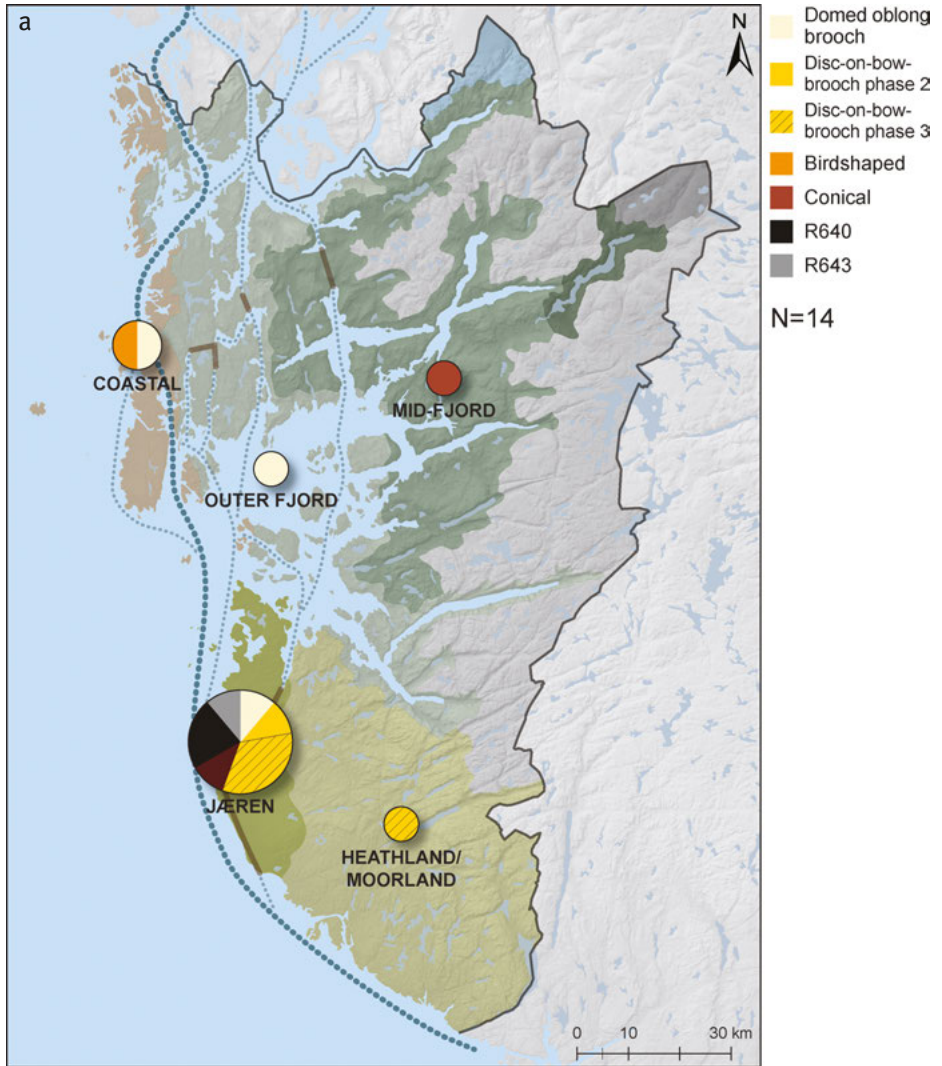 a
N
Domed oblong
brooch
Disc-on-bow-
brooch phase 2
Disc-on-bow-
brooch phase 3
Birdshaped
Conical
R640
R643
N=14
COASTAL
MID-FJORD
OUTER FJORD
JÆREN
HEATHLAND/
MOORLAND
0 10 30 km